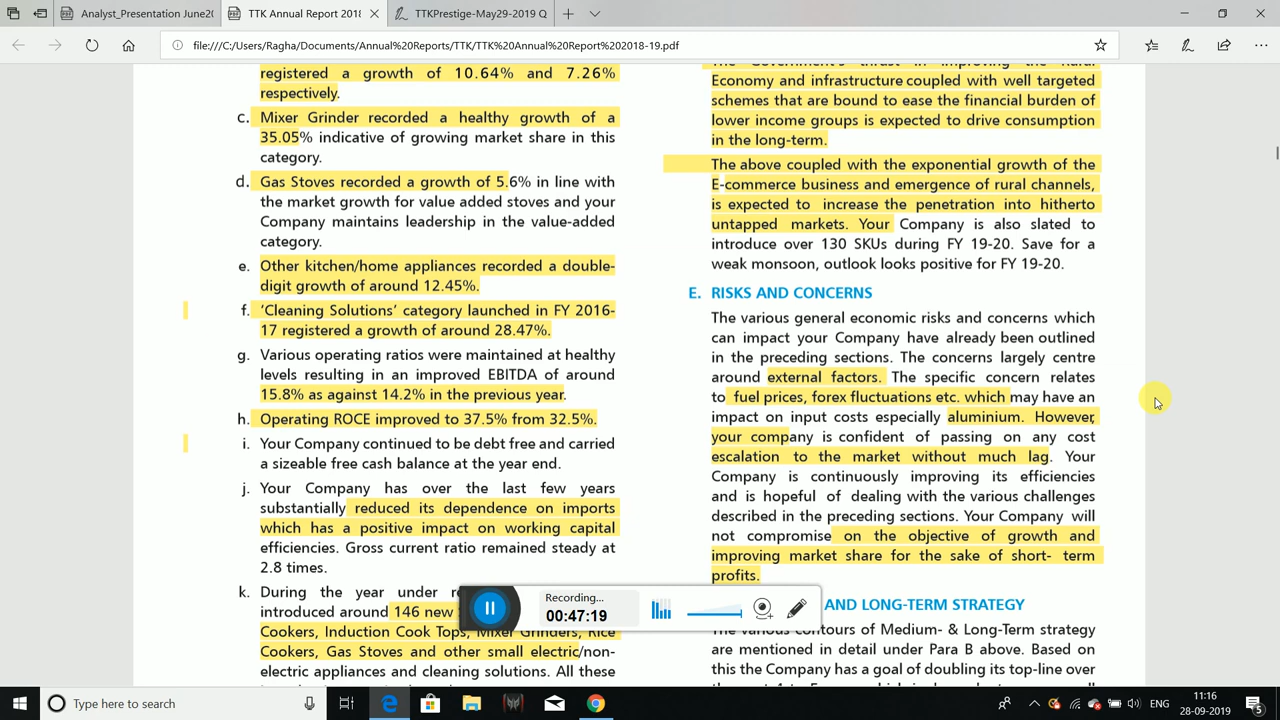 Analyst_Presentation June20
TTK Annual Report 2018
TTKPrestige-May29-2019 Q
file:///C:/Users/Ragha/Documents/Annual%20Reports/TTK/TTK%20Annual%20Report%202018-19.pdf
registered a growth of 10.64% and 7.26%
respectively.
c. Mixer Grinder recorded a healthy growth of a
35.05% indicative of growing market share in this
category.
d. Gas Stoves recorded a growth of 5.6% in line with
the market growth for value added stoves and your
Company maintains leadership in the value-added
category.
e. Other kitchen/home appliances recorded a double-
digit growth of around 12.45%.
f. ‘Cleaning Solutions’ category launched in FY 2016-
17 registered a growth of around 28.47%.
g. Various operating ratios were maintained at healthy
levels resulting in an improved EBITDA of around
15.8% as against 14.2% in the previous year.
h. Operating ROCE improved to 37.5% from 32.5%.
i. Your Company continued to be debt free and carried
a sizeable free cash balance at the year end.
j. Your Company has over the last few years
substantially reduced its dependence on imports
which has a positive impact on working capital
efficiencies. Gross current ratio remained steady at
2.8 times.
k. During the year under
introduced around 146 new
Cookers, Induction Cook Tops, Mixer Grinders, Rice
Cookers, Gas Stoves and other small electric/non-
electric appliances and cleaning solutions. All these
The Government's thrust in improving the Rural
Economy and infrastructure coupled with well targeted
schemes that are bound to ease the financial burden of
lower income groups is expected to drive consumption
in the long-term.
The above coupled with the exponential growth of the
E-commerce business and emergence of rural channels,
is expected to increase the penetration into hitherto
untapped markets. Your Company is also slated to
introduce over 130 SKUs during FY 19-20. Save for a
weak monsoon, outlook looks positive for FY 19-20.
E. RISKS AND CONCERNS
The various general economic risks and concerns which
can impact your Company have already been outlined
in the preceding sections. The concerns largely centre
around external factors. The specific concern relates
to fuel prices, forex fluctuations etc. which may have an
impact on input costs especially aluminium. However,
your company is confident of passing on any cost
escalation to the market without much lag. Your
Company is continuously improving its efficiencies
and is hopeful of dealing with the various challenges
described in the preceding sections. Your Company will
not compromise on the objective of growth and
improving market share for the sake of short- term
profits.
AND LONG-TERM STRATEGY
The various contours of Medium- & Long-Term strategy
are mentioned in detail under Para B above. Based on
this the Company has a goal of doubling its top-line over
Recording...
00:47:19
Type here to search
ENG
11:16
28-09-2019
5